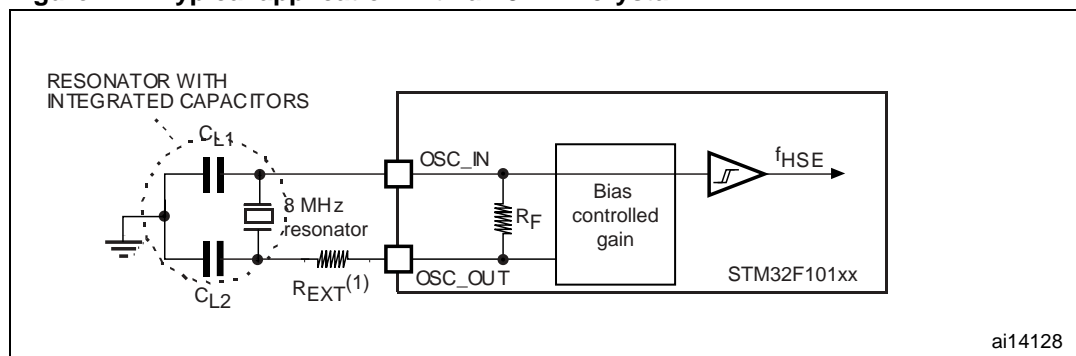 RESONATOR WITH
INTEGRATED CAPACITORS
CL1
OSC_IN
fHSE
8 MHz
resonator
RF
Bias
controlled
gain
OSC_OUT
STM32F101xx
REXT(1)
CL2
ai14128